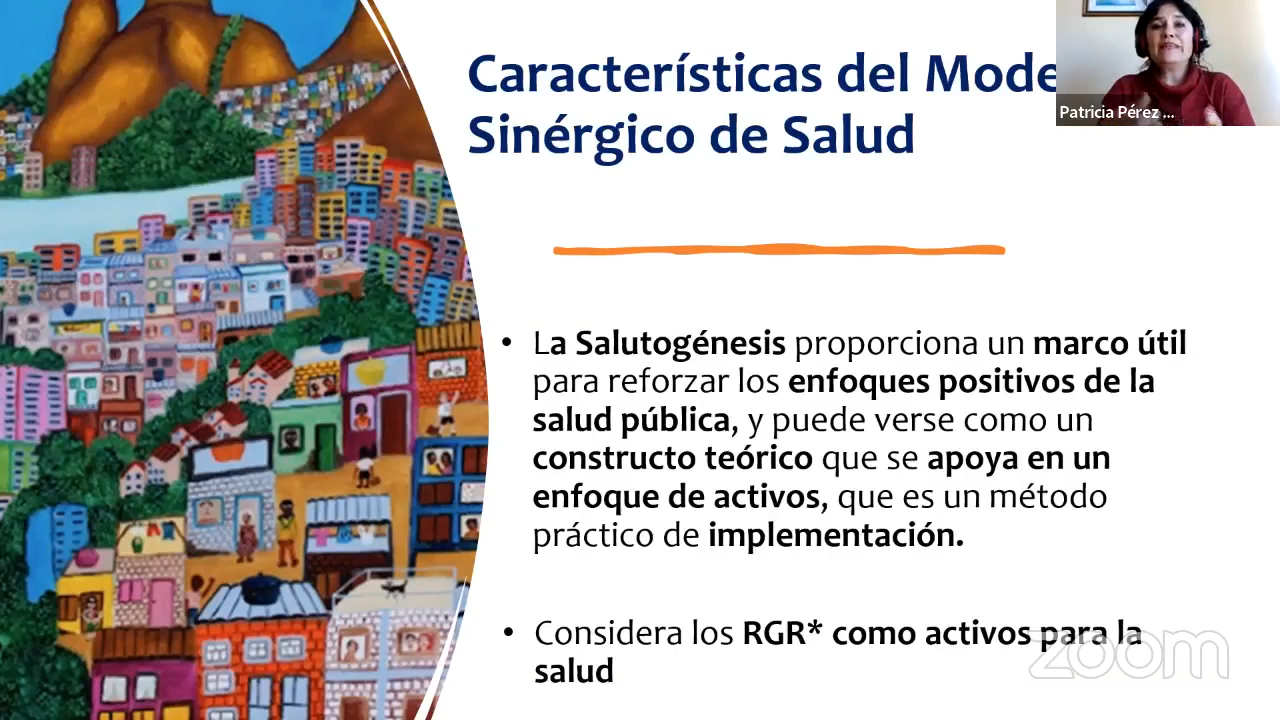 Características del Mode
Sinérgico de Salud
Patricia Pérez ...
• La Salutogénesis proporciona un marco útil
para reforzar los enfoques positivos de la
salud pública, y puede verse como un
constructo teórico que se apoya en un
enfoque de activos, que es un método
práctico de implementación.
• Considera los RGR* como activos para la
salud
zoom